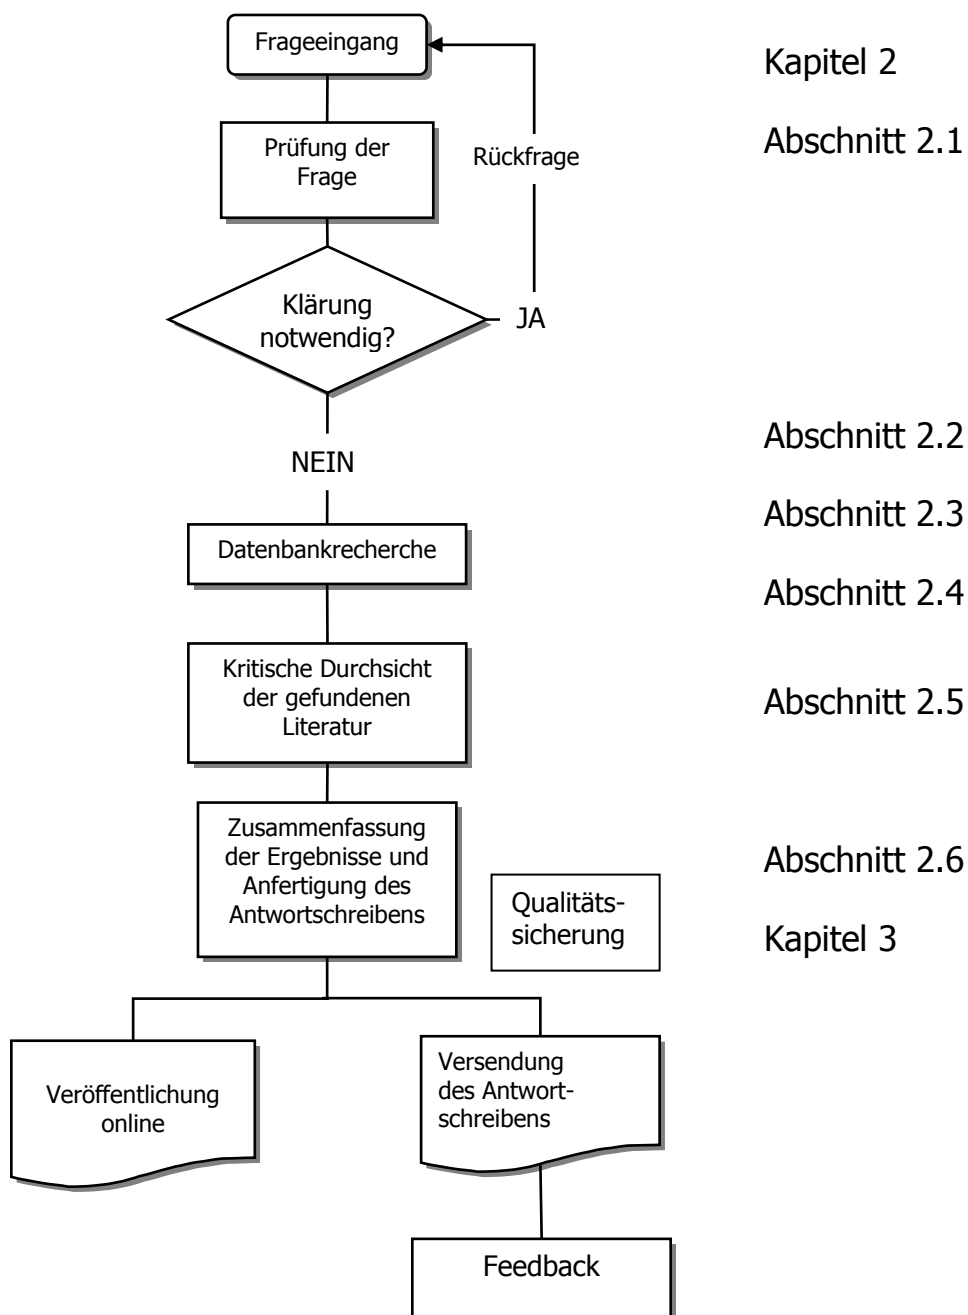 Frageeingang
Kapitel 2
Prüfung der
Frage
Rückfrage
Abschnitt 2.1
Klärung
notwendig?
JA
NEIN
Abschnitt 2.2
Datenbankrecherche
Abschnitt 2.3
Abschnitt 2.4
Kritische Durchsicht
der gefundenen
Literatur
Abschnitt 2.5
Zusammenfassung
der Ergebnisse und
Anfertigung des
Antwortschreibens
Abschnitt 2.6
Qualitäts-
sicherung
Kapitel 3
Veröffentlichung
online
Versendung
des Antwort-
schreibens
Feedback